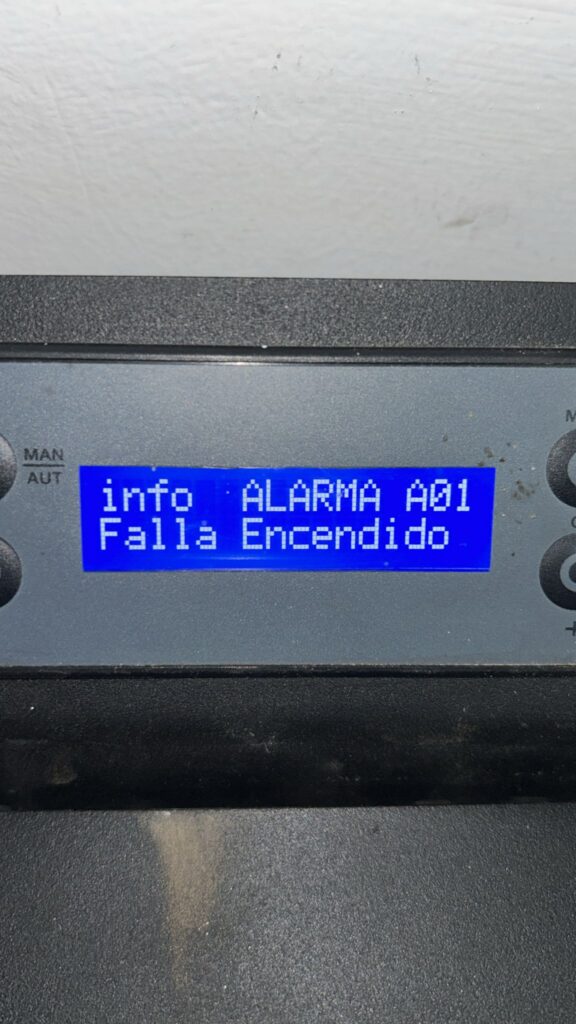 MAN
AUT
info ALARMA A01
Falla Encendido
M
+